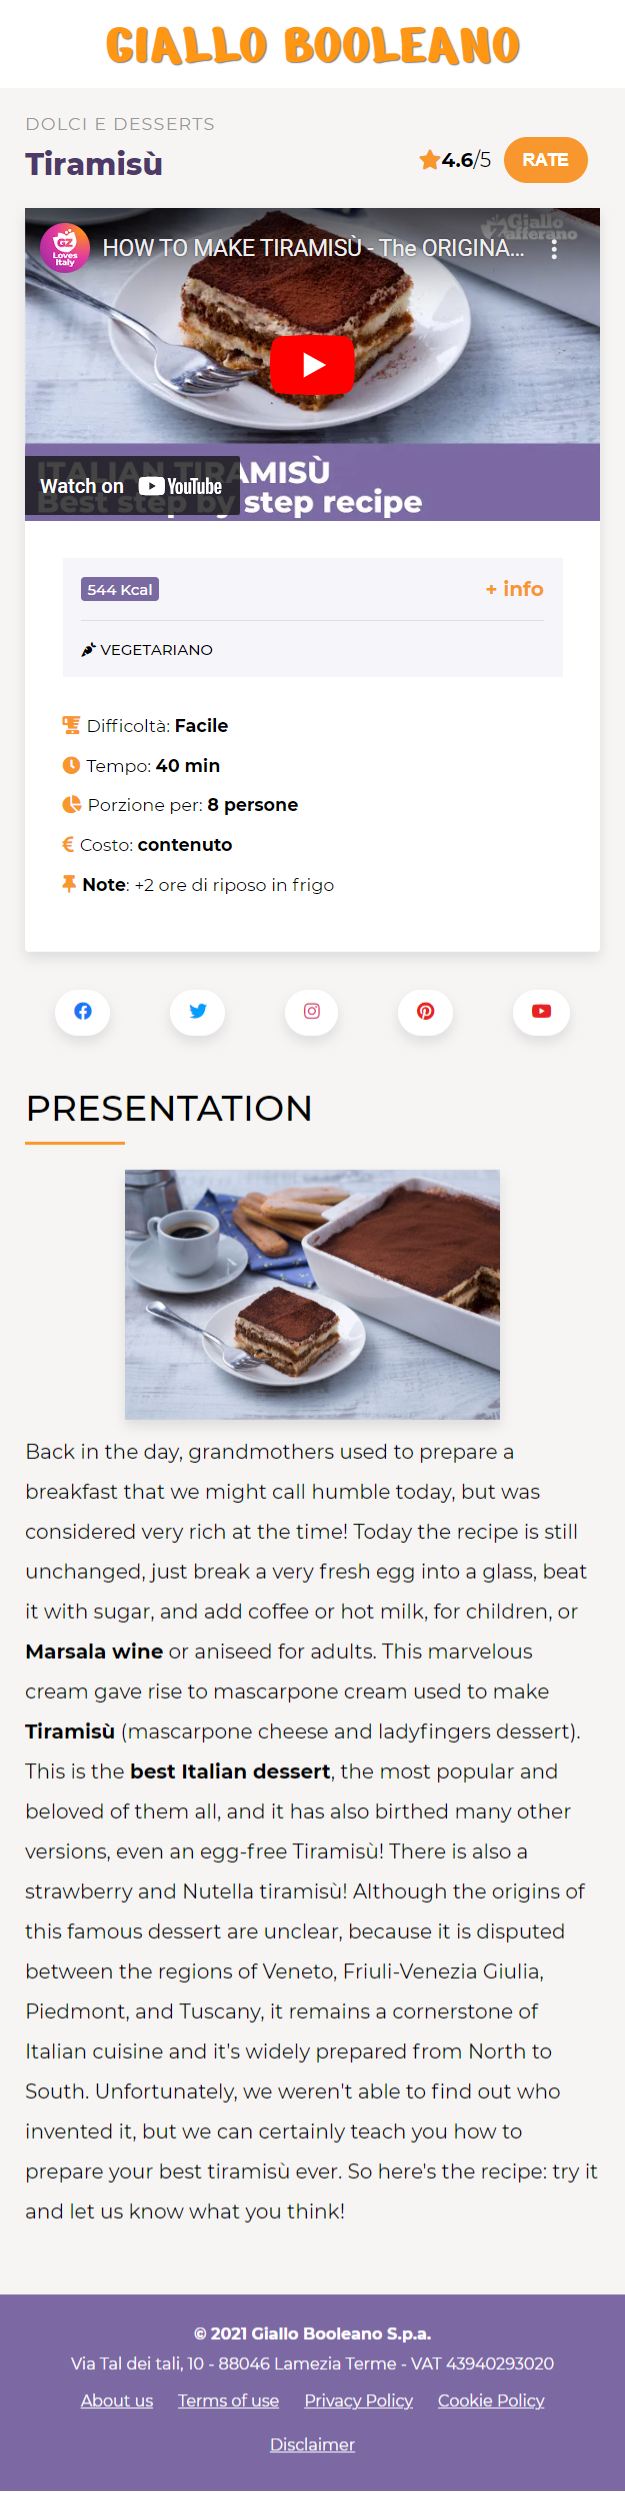 GIALLO BOOLEANO
DOLCI E DESSERTS
Tiramisù
4.6/5
RATE
Giallo
zafferano
GZ
Loves
Italy
HOW TO MAKE TIRAMISÙ - The ORIGINA...
ITALIAN TIRAMISÙ
Best step by step recipe
Watch on YouTube
544 Kcal
+ info
VEGETARIANO
Difficoltà: Facile
Tempo: 40 min
Porzione per: 8 persone
€ Costo: contenuto
Note: +2 ore di riposo in frigo
PRESENTATION
Back in the day, grandmothers used to prepare a
breakfast that we might call humble today, but was
considered very rich at the time! Today the recipe is still
unchanged, just break a very fresh egg into a glass, beat
it with sugar, and add coffee or hot milk, for children, or
Marsala wine or aniseed for adults. This marvelous
cream gave rise to mascarpone cream used to make
Tiramisù (mascarpone cheese and ladyfingers dessert).
This is the best Italian dessert, the most popular and
beloved of them all, and it has also birthed many other
versions, even an egg-free Tiramisù! There is also a
strawberry and Nutella tiramisù! Although the origins of
this famous dessert are unclear, because it is disputed
between the regions of Veneto, Friuli-Venezia Giulia,
Piedmont, and Tuscany, it remains a cornerstone of
Italian cuisine and it's widely prepared from North to
South. Unfortunately, we weren't able to find out who
invented it, but we can certainly teach you how to
prepare your best tiramisù ever. So here's the recipe: try it
and let us know what you think!
© 2021 Giallo Booleano S.p.a.
Via Tal dei tali, 10 - 88046 Lamezia Terme - VAT 43940293020
About us Terms of use Privacy Policy Cookie Policy
Disclaimer